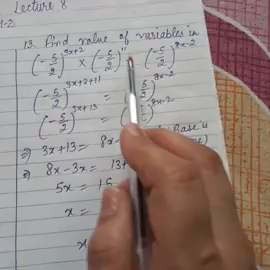 Lecture 8
13. Find value of variables in
(-5/2)^3x+2 × (-5/2)^11 (-5/2)^8x-2
(-5/2)^3x+2+11 = 5/2)^8x-2
(-5/2)^3x+13 = 8x-2
⇒ 3x+13 = 8x- Base is
⇒ 8x-3x = 13+
5x = 15
x =
x